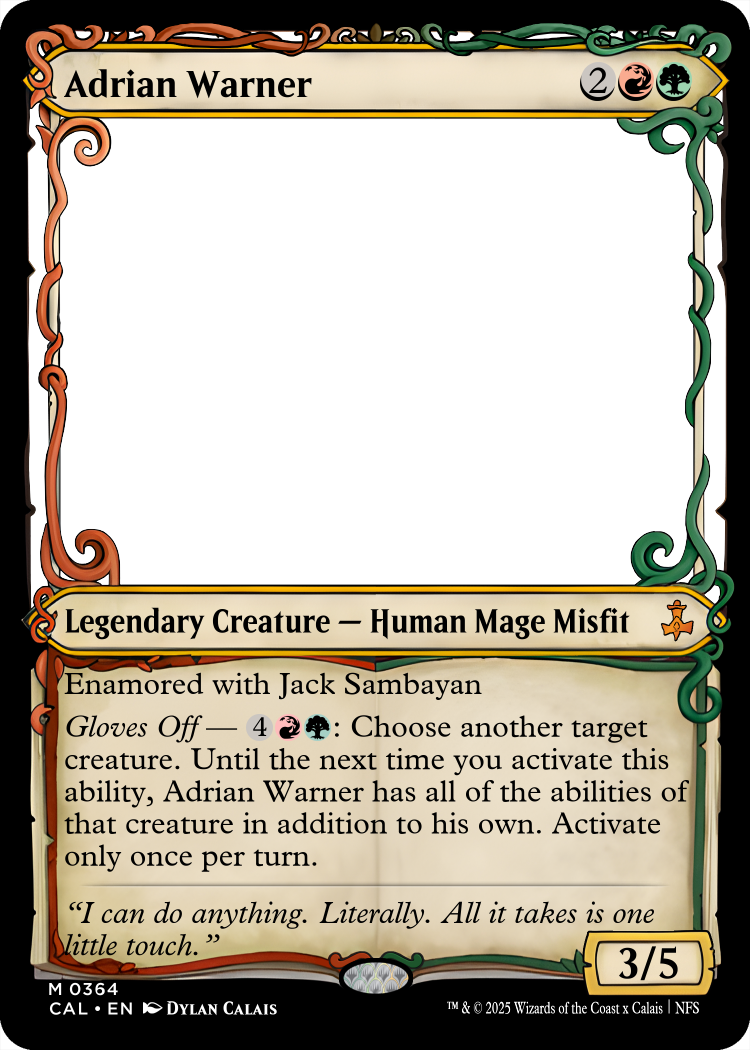 Adrian Warner 2
Legendary Creature — Human Mage Misfit
Enamored with Jack Sambayan
Gloves Off — 4 : Choose another target
creature. Until the next time you activate this
ability, Adrian Warner has all of the abilities of
that creature in addition to his own. Activate
only once per turn.
“I can do anything. Literally. All it takes is one
little touch.”
3/5
M 0364
CAL • EN Dylan Calais
™ & © 2025 Wizards of the Coast x Calais | NFS